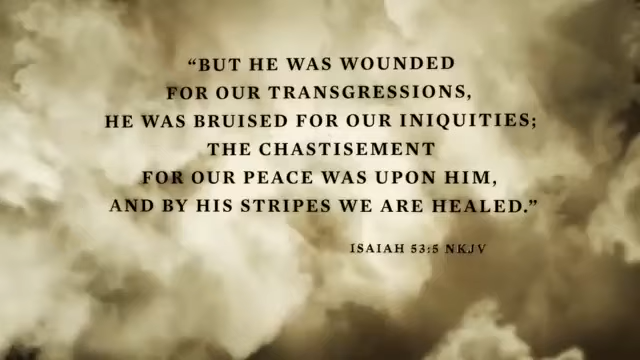 “BUT HE WAS WOUNDED
FOR OUR TRANSGRESSIONS,
HE WAS BRUISED FOR OUR INIQUITIES;
THE CHASTISEMENT
FOR OUR PEACE WAS UPON HIM,
AND BY HIS STRIPES WE ARE HEALED.”
ISAIAH 53:5 NKJV